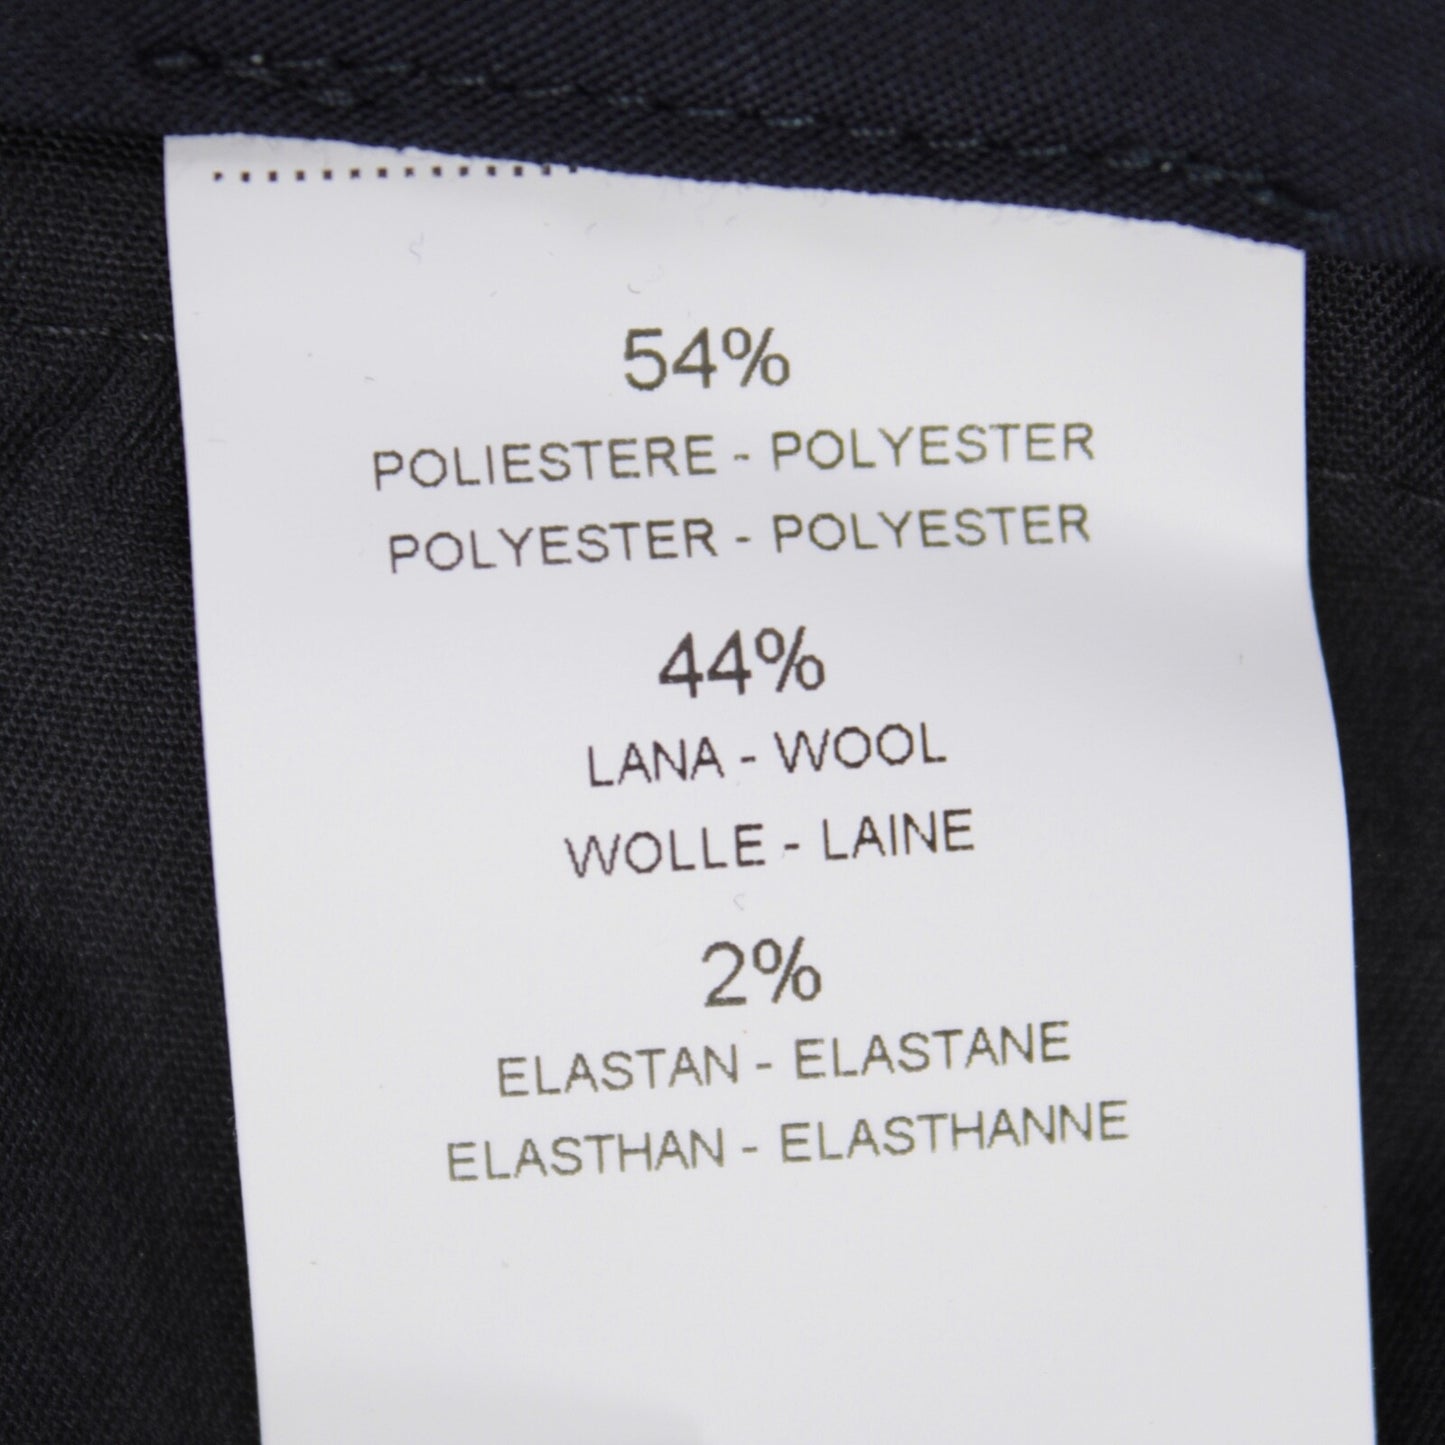 54%
POLIESTERE - POLYESTER
POLYESTER - POLYESTER
44%
LANA - WOOL
WOLLE - LAINE
2%
ELASTAN - ELASTANE
ELASTHAN - ELASTHANNE